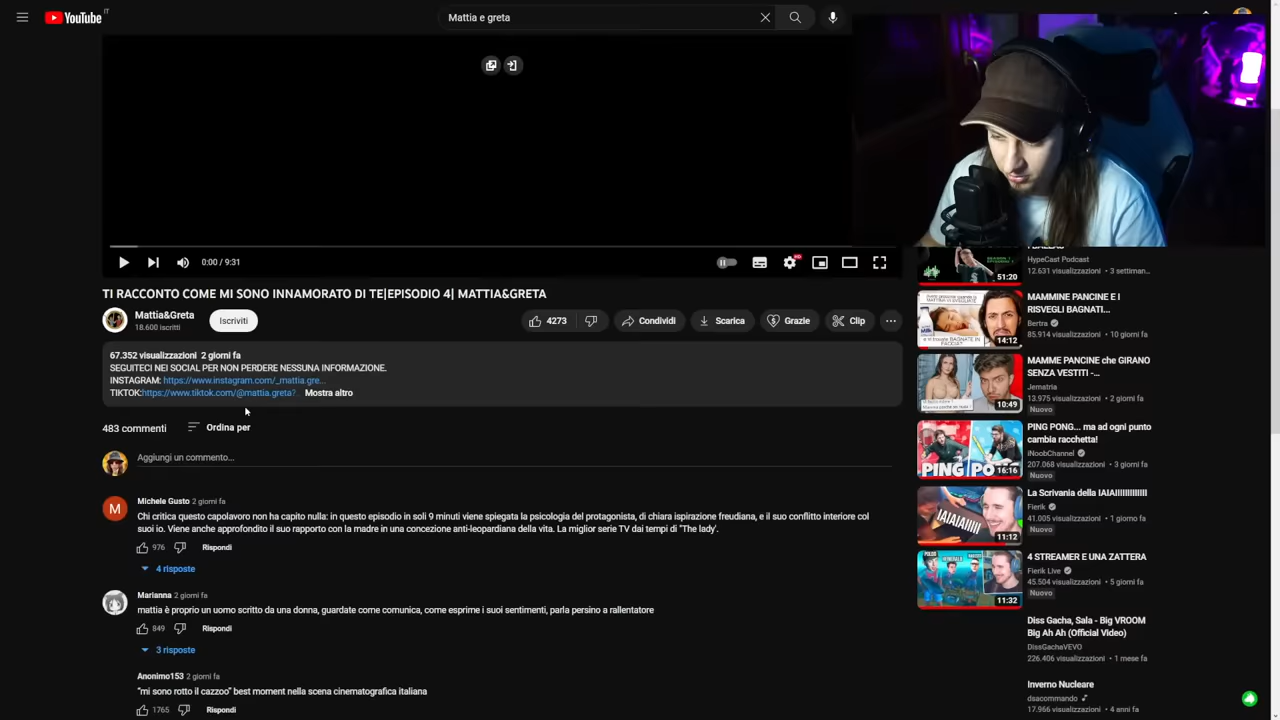 YouTube IT
Mattia e greta
0:00 / 9:31
TI RACCONTO COME MI SONO INNAMORATO DI TE|EPISODIO 4| MATTIA&GRETA
Mattia&Greta
18.600 iscritti
Iscriviti
4273
Condividi
Scarica
Grazie
Clip
67.352 visualizzazioni 2 giorni fa
SEGUITECI NEI SOCIAL PER NON PERDERE NESSUNA INFORMAZIONE.
INSTAGRAM: https://www.instagram.com/_mattia.gre...
TIKTOK:https://www.tiktok.com/@mattia.greta?... Mostra altro
483 commenti
Ordina per
Aggiungi un commento...
Michele Gusto 2 giorni fa
Chi critica questo capolavoro non ha capito nulla: in questo episodio in soli 9 minuti viene spiegata la psicologia del protagonista, di chiara ispirazione freudiana, e il suo conflitto interiore col
suo io. Viene anche approfondito il suo rapporto con la madre in una concezione anti-leopardiana della vita. La miglior serie TV dai tempi di "The lady'.
976
Rispondi
4 risposte
Marianna 2 giorni fa
mattia è proprio un uomo scritto da una donna, guardate come comunica, come esprime i suoi sentimenti, parla persino a rallentatore
849
Rispondi
3 risposte
Anonimo153 2 giorni fa
"mi sono rotto il cazzoo" best moment nella scena cinematografica italiana
1765
Rispondi
HypeCast Podcast
12.631 visualizzazioni • 3 settiman...
51:20
MAMMINE PANCINE E I
RISVEGLI BAGNATI...
Bertra
85.914 visualizzazioni • 10 giorni fa
14:12
MAMME PANCINE che GIRANO
SENZA VESTITI -...
Jematria
13.975 visualizzazioni • 2 giorni fa
Nuovo
10:49
PING PONG... ma ad ogni punto
cambia racchetta!
iNoobChannel
207.068 visualizzazioni • 3 giorni fa
Nuovo
PING PONG
16:16
La Scrivania della IAIAIIIIIIIIIIII
Fierik
41.005 visualizzazioni • 1 giorno fa
Nuovo
11:12
4 STREAMER E UNA ZATTERA
Fierik Live
45.504 visualizzazioni • 5 giorni fa
Nuovo
11:32
Diss Gacha, Sala - Big VROOM
Big Ah Ah (Official Video)
DissGachaVEVO
226.406 visualizzazioni • 1 mese fa
Inverno Nucleare
dsacommando
17.966 visualizzazioni • 4 anni fa